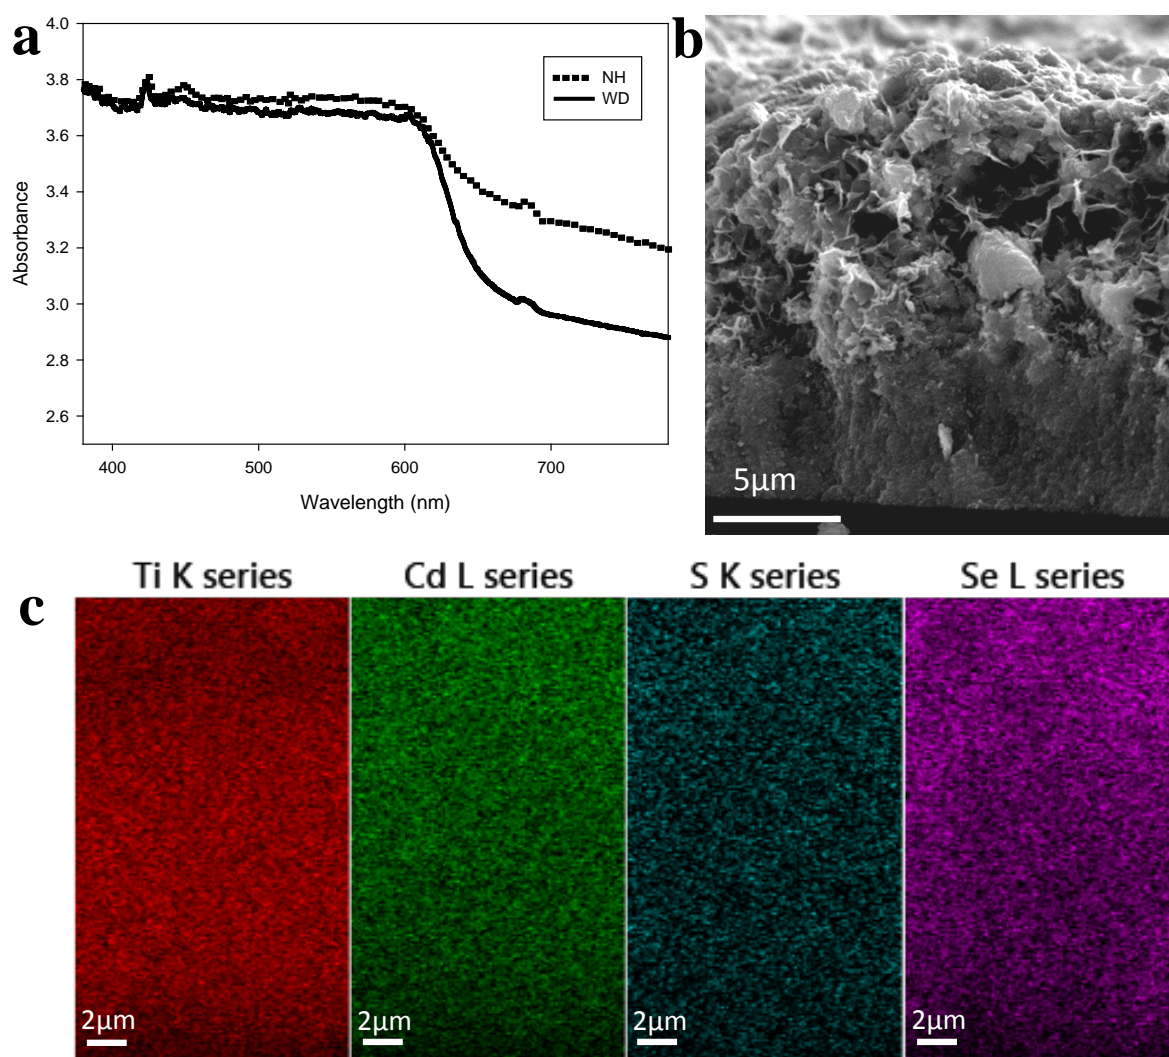 a
4.0
3.8
3.6
3.4
3.2
3.0
2.8
2.6
Absorbance
400 500 600 700
Wavelength (nm)
NH
WD
b
5µm
c
Ti K series Cd L series S K series Se L series
2µm 2µm 2µm 2µm